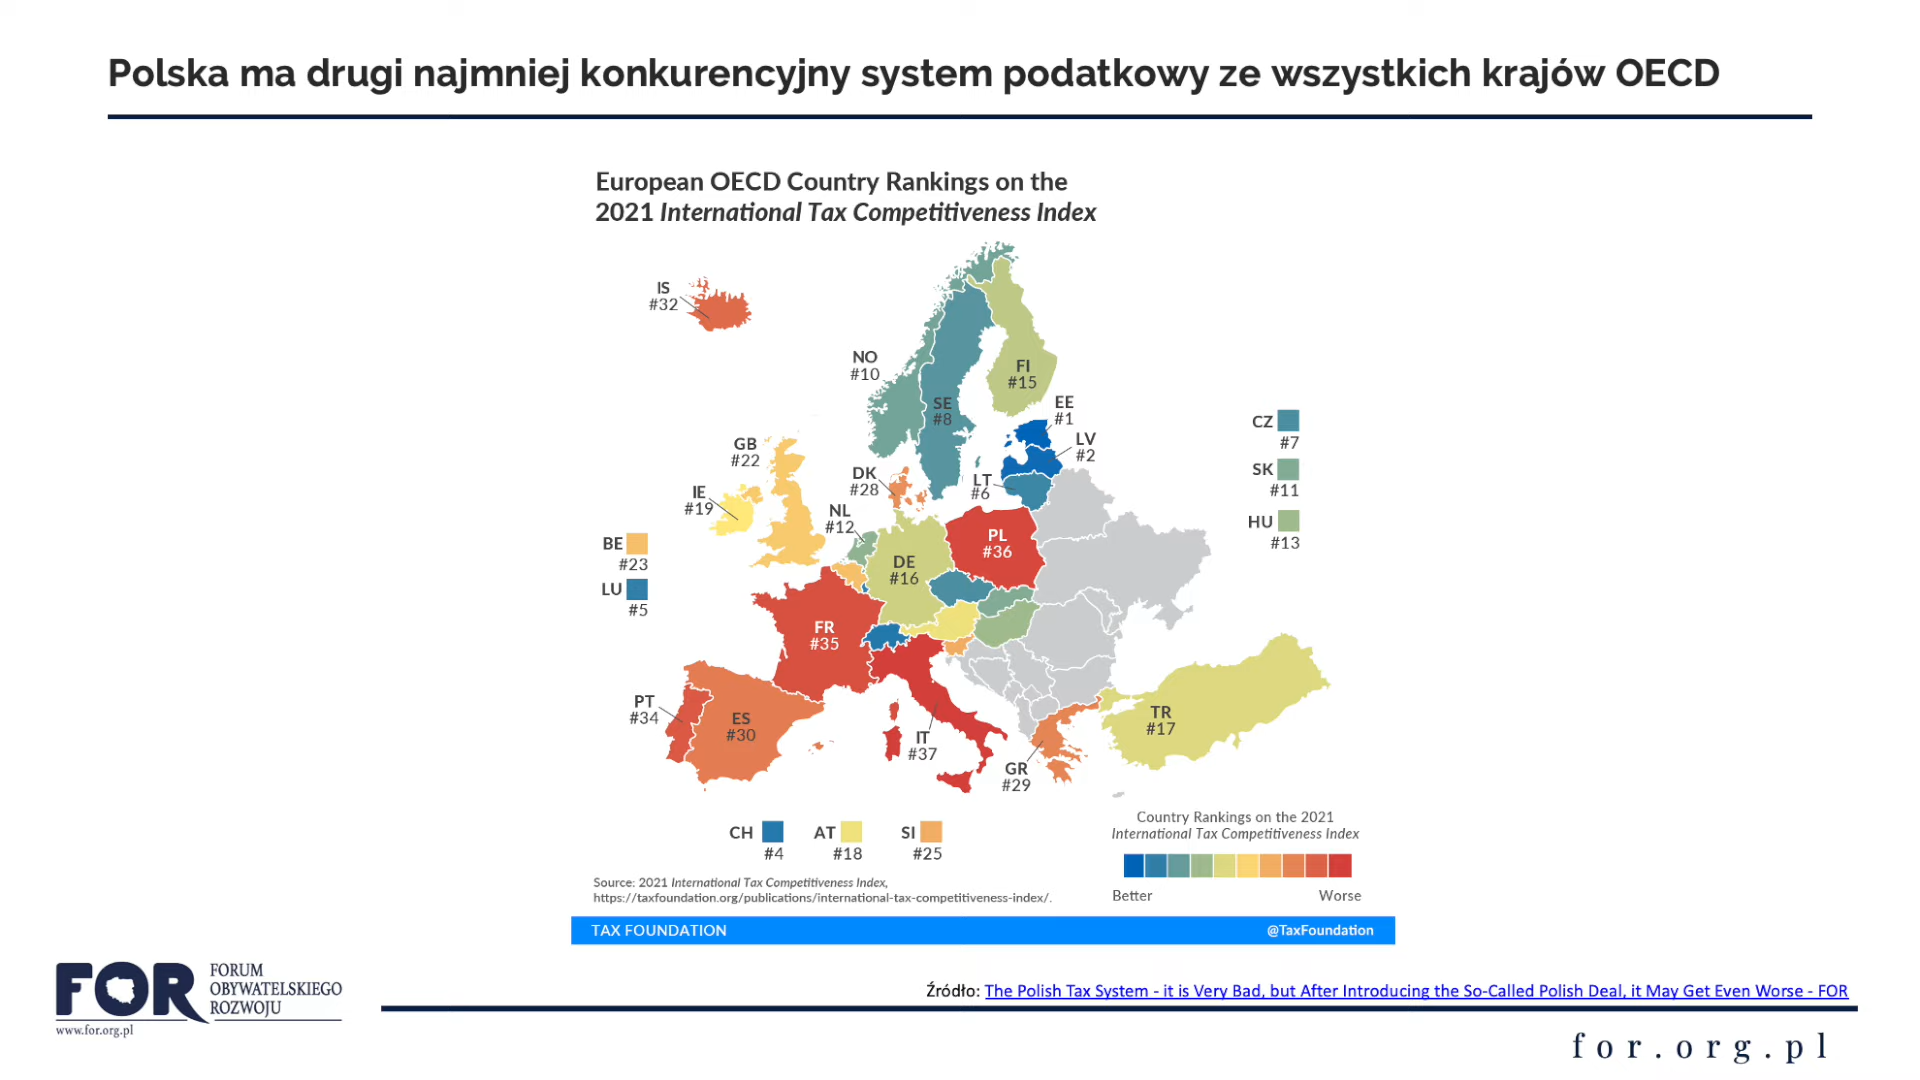 Polska ma drugi najmniej konkurencyjny system podatkowy ze wszystkich krajów OECD
European OECD Country Rankings on the
2021 International Tax Competitiveness Index
IS
#32
NO
#10
SE
#8
FI
#15
EE
#1
LV
#2
LT
#6
GB
#22
IE
#19
DK
#28
NL
#12
BE
#23
LU
#5
DE
#16
PL
#36
CZ
#7
SK
#11
HU
#13
FR
#35
PT
#34
ES
#30
IT
#37
GR
#29
TR
#17
CH
#4
AT
#18
SI
#25
Country Rankings on the 2021
International Tax Competitiveness Index
Better
Worse
Source: 2021 International Tax Competitiveness Index,
https://taxfoundation.org/publications/international-tax-competitiveness-index/.
TAX FOUNDATION
@TaxFoundation
FOR
FORUM
OBYWATELSKIEGO
ROZWOJU
www.for.org.pl
Źródło: The Polish Tax System - it is Very Bad, but After Introducing the So-Called Polish Deal, it May Get Even Worse - FOR
for.org.pl